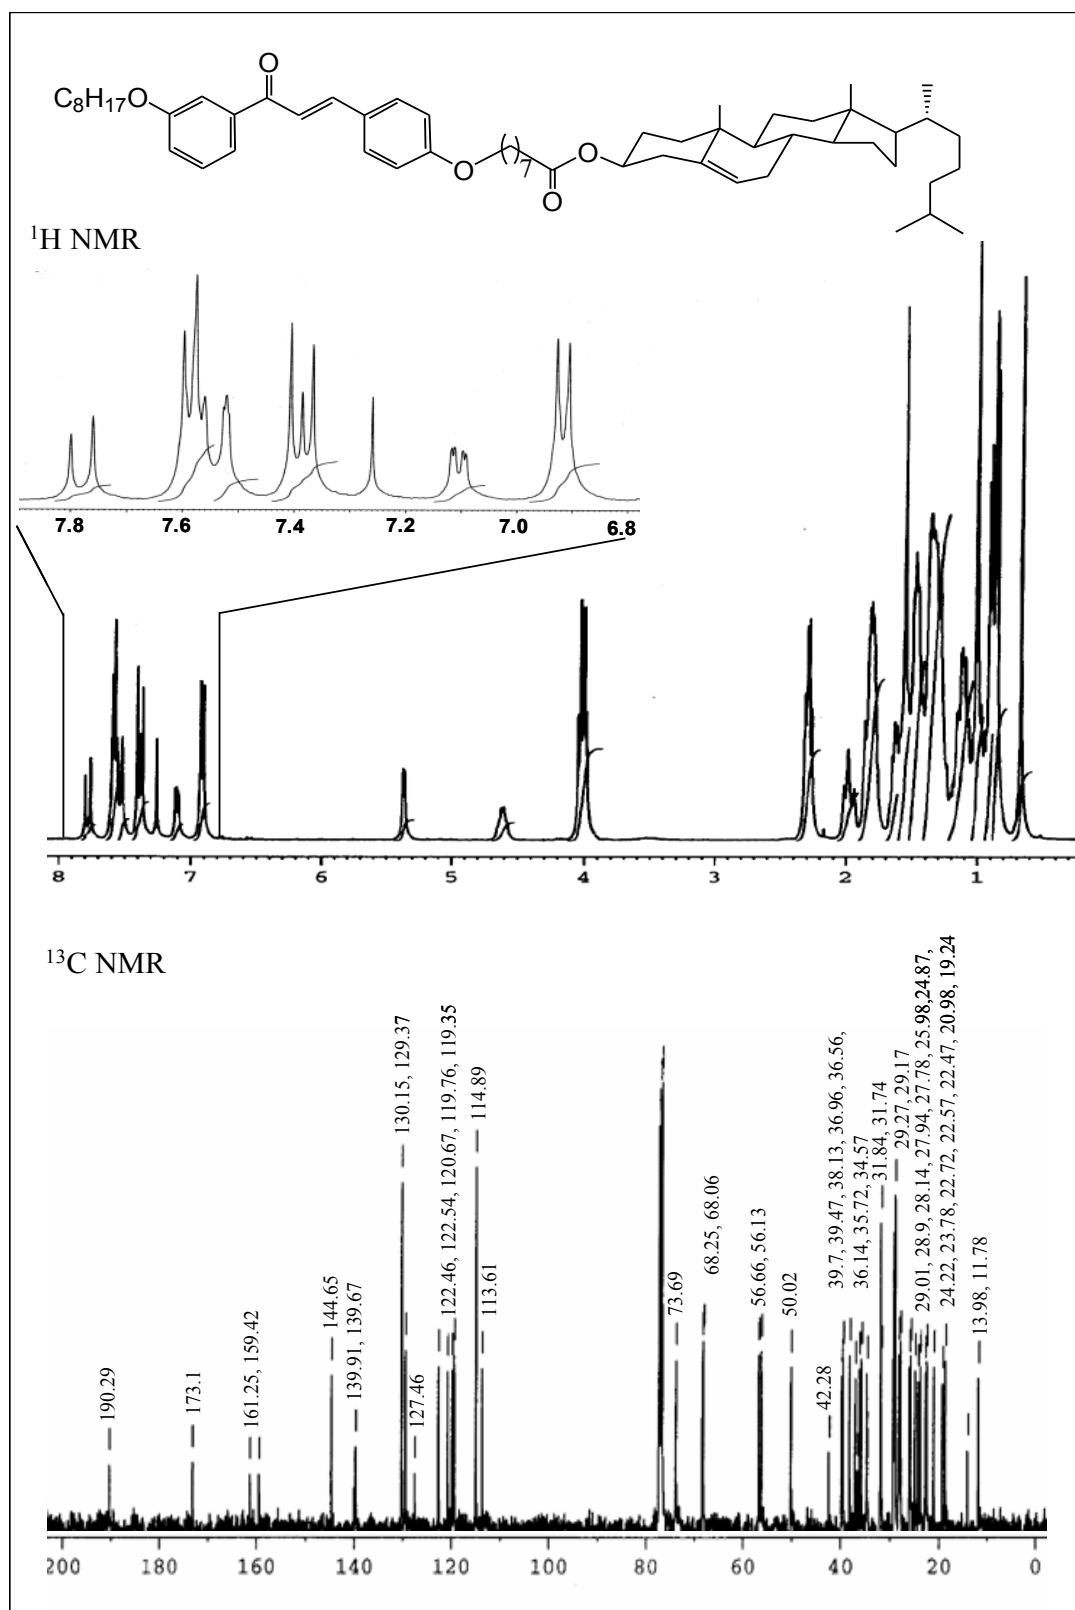 O
C8H17O
O
( )7
O
O
1H NMR
7.8 7.6 7.4 7.2 7.0 6.8
8 7 6 5 4 3 2 1
13C NMR
190.29
173.1
161.25, 159.42
144.65
139.91, 139.67
130.15, 129.37
127.46
122.46, 122.54, 120.67, 119.76, 119.35
114.89
113.61
73.69
68.25, 68.06
56.66, 56.13
50.02
42.28
39.7, 39.47, 38.13, 36.96, 36.56,
36.14, 35.72, 34.57
31.84, 31.74
29.27, 29.17
29.01, 28.9, 28.14, 27.94, 27.78, 25.98,24.87,
24.22, 23.78, 22.72, 22.57, 22.47, 20.98, 19.24
13.98, 11.78
200 180 160 140 120 100 80 60 40 20 0